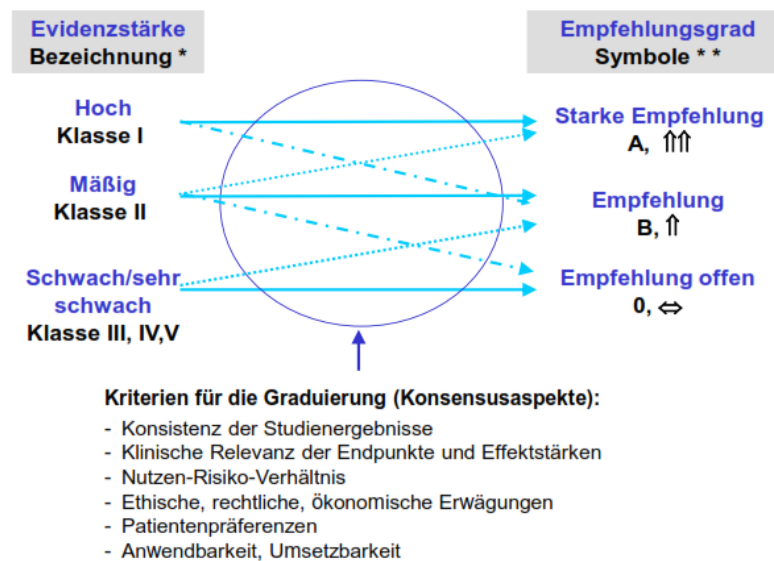 Evidenzstärke
Bezeichnung *
Empfehlungsgrad
Symbole * *
Hoch
Klasse I
Starke Empfehlung
A, ⇑⇑
Mäßig
Klasse II
Empfehlung
B, ⇑
Schwach/sehr
schwach
Klasse III, IV,V
Empfehlung offen
0, ⇔
Kriterien für die Graduierung (Konsensusaspekte):
- Konsistenz der Studienergebnisse
- Klinische Relevanz der Endpunkte und Effektstärken
- Nutzen-Risiko-Verhältnis
- Ethische, rechtliche, ökonomische Erwägungen
- Patientenpräferenzen
- Anwendbarkeit, Umsetzbarkeit